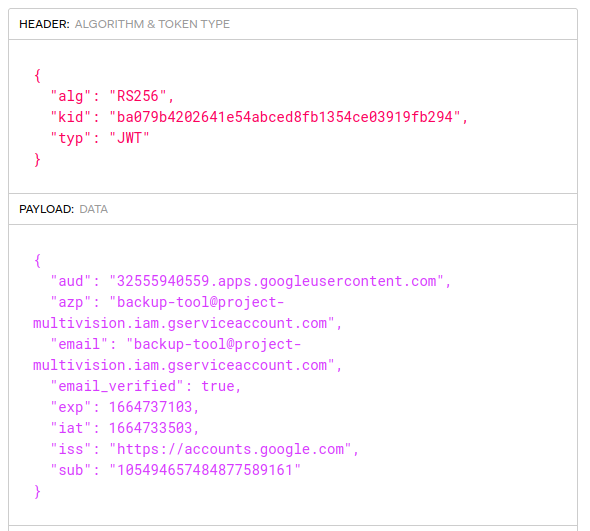 HEADER: ALGORITHM & TOKEN TYPE
{
"alg": "RS256",
"kid": "ba079b4202641e54abced8fb1354ce03919fb294",
"typ": "JWT"
}
PAYLOAD: DATA
{
"aud": "32555940559.apps.googleusercontent.com",
"azp": "backup-tool@project-
multivision.iam.gserviceaccount.com",
"email": "backup-tool@project-
multivision.iam.gserviceaccount.com",
"email_verified": true,
"exp": 1664737103,
"iat": 1664733503,
"iss": "https://accounts.google.com",
"sub": "105494657484877589161"
}